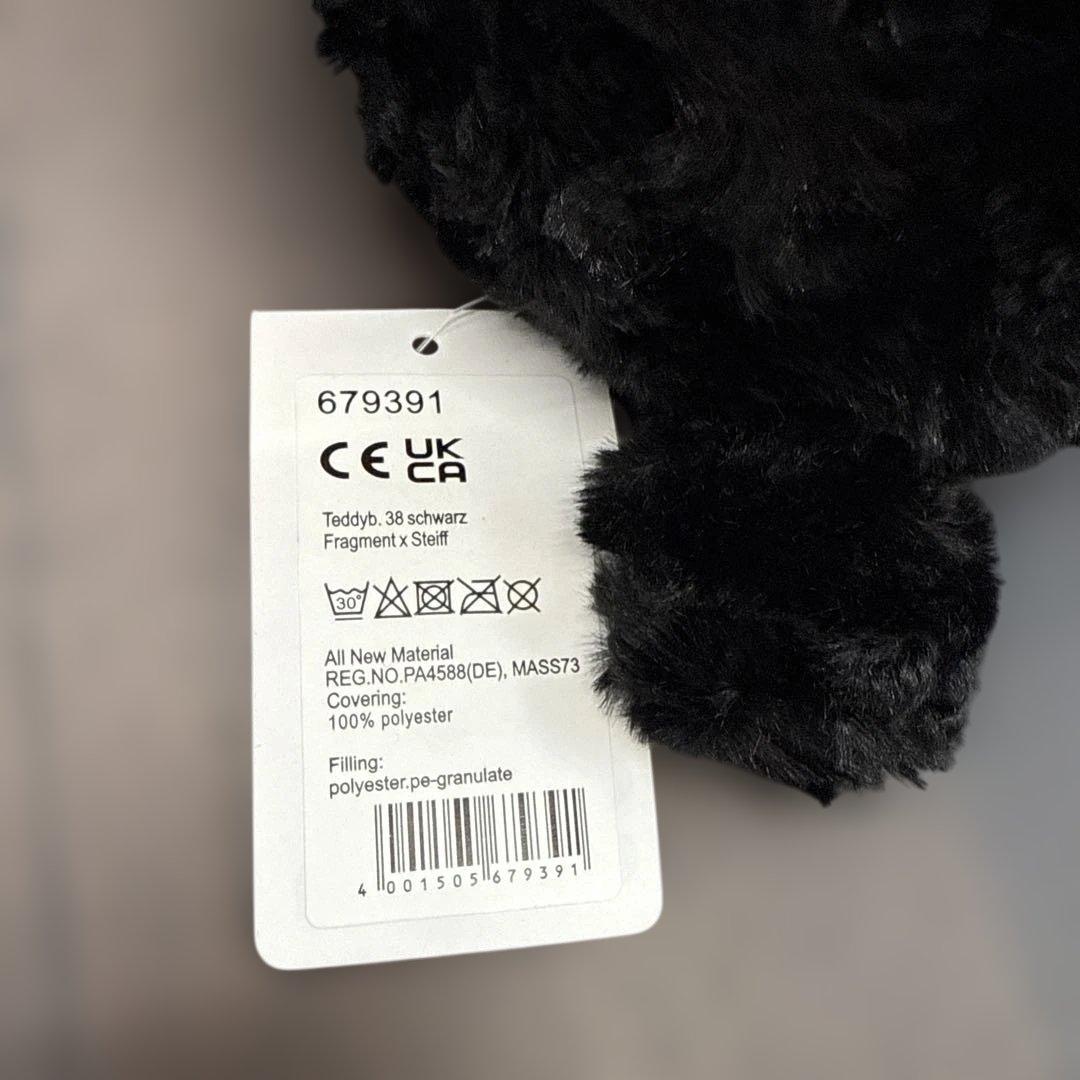 679391
CE UK
CA
Teddyb. 38 schwarz
Fragment x Steiff
30°
All New Material
REG.NO.PA4588(DE), MASS73
Covering:
100% polyester
Filling:
polyester.pe-granulate
4 001505 679391